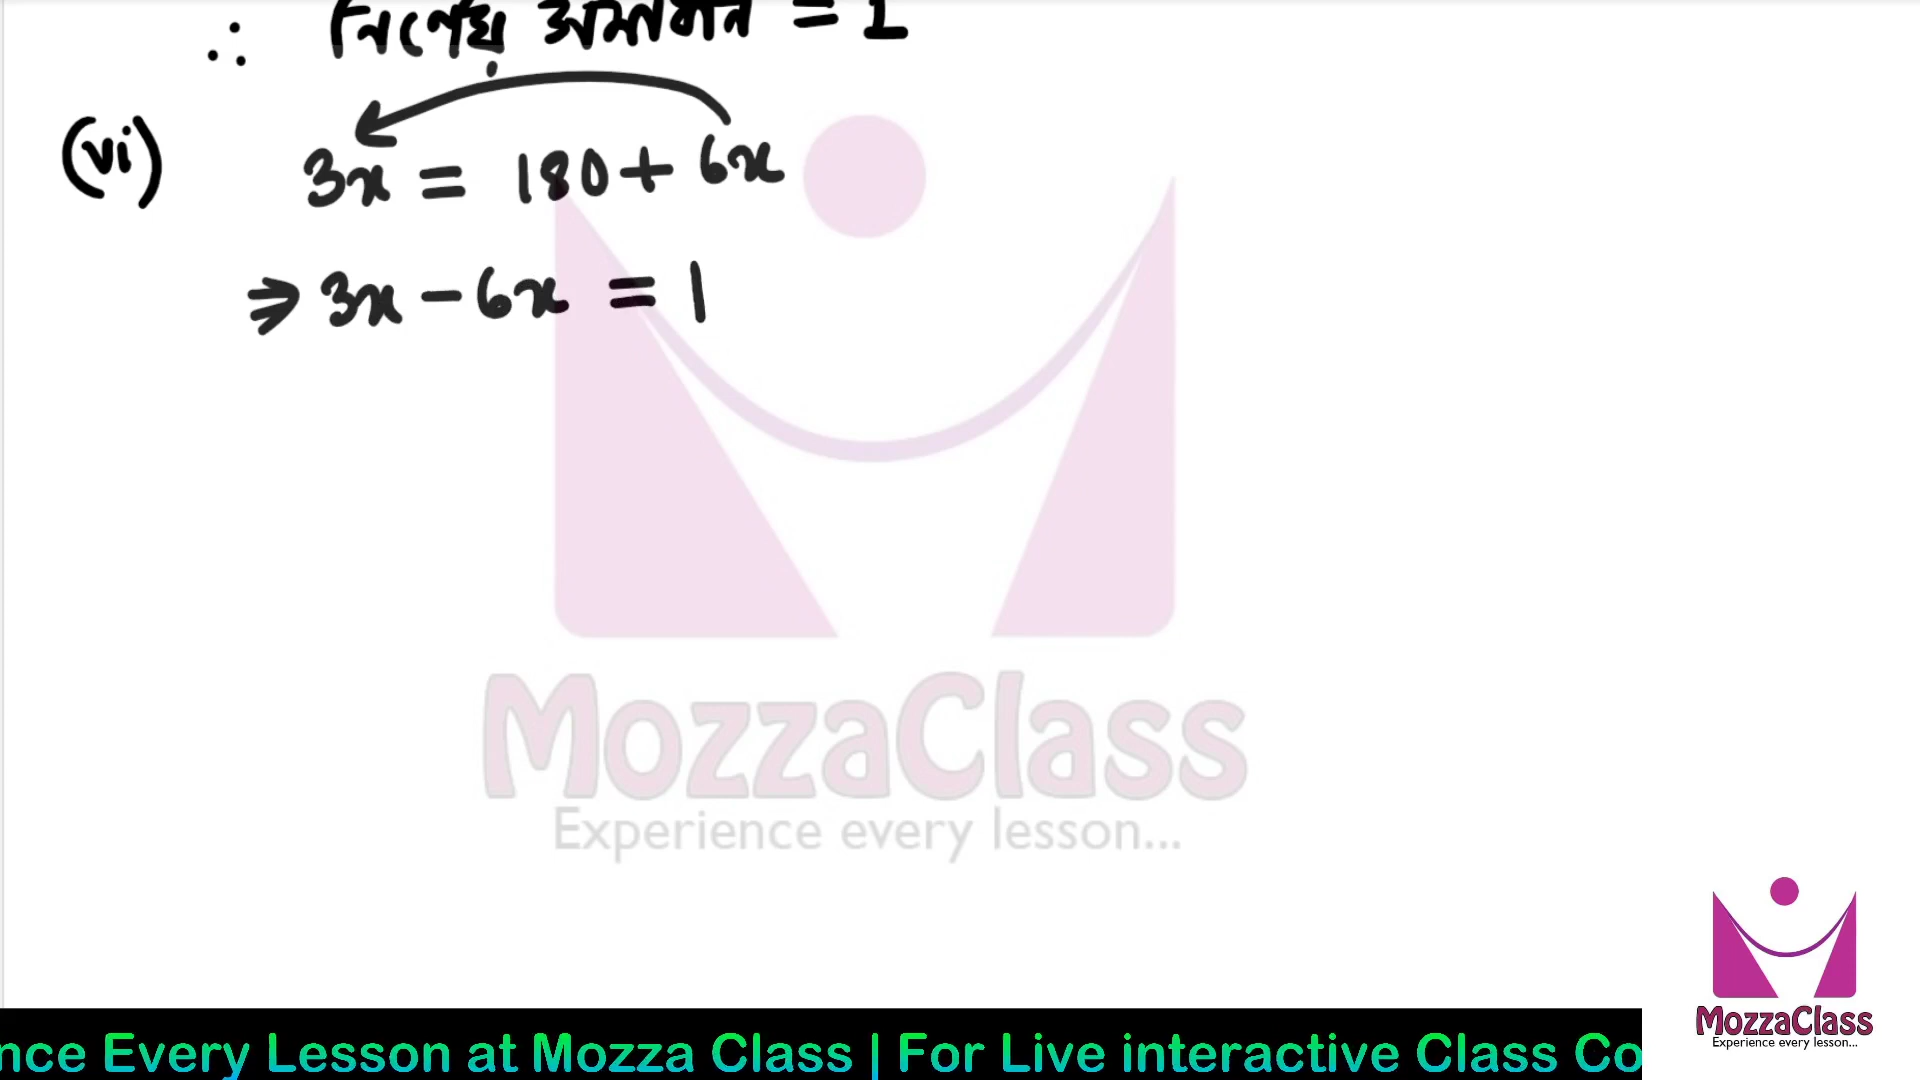 ∴ নির্ণেয় সমাধান = 1
(vi) 3x = 180 + 6x
⇒ 3x - 6x = 1
MozzaClass
Experience every lesson...
MozzaClass
Experience every lesson...
nce Every Lesson at Mozza Class | For Live interactive Class Co